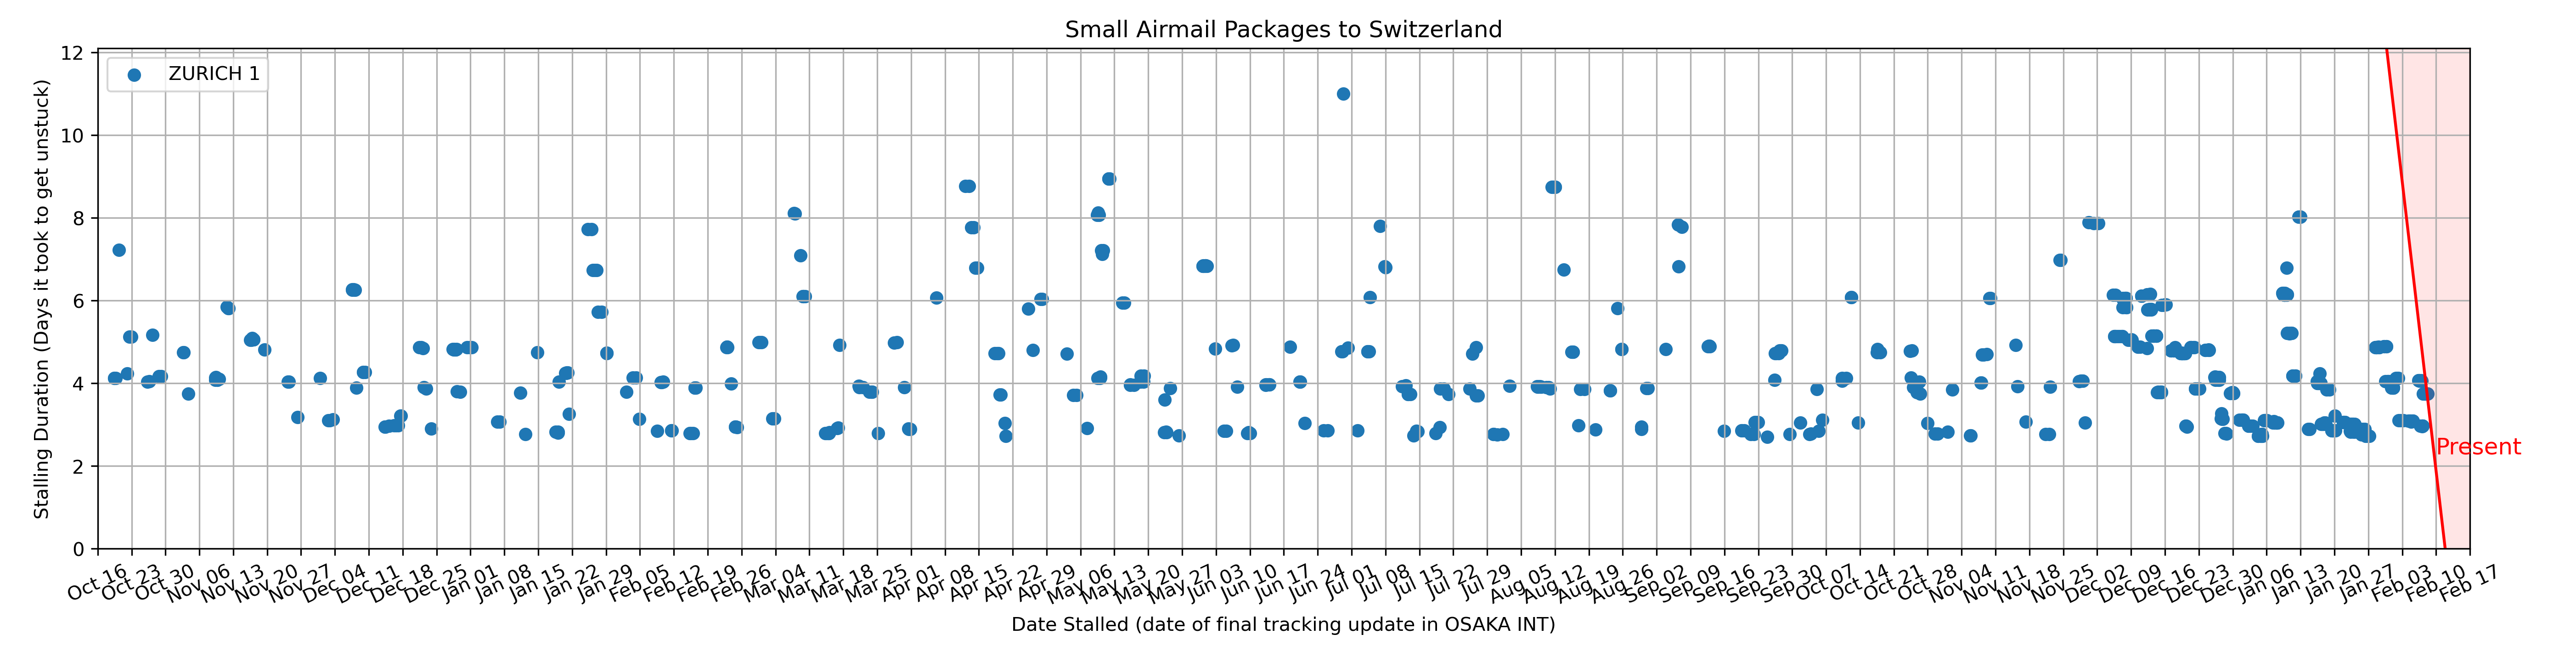 Small Airmail Packages to Switzerland
ZURICH 1
Stalling Duration (Days it took to get unstuck)
12
10
8
6
4
2
0
Present
Oct 16
Oct 23
Oct 30
Nov 06
Nov 13
Nov 20
Nov 27
Dec 04
Dec 11
Dec 18
Dec 25
Jan 01
Jan 08
Jan 15
Jan 22
Jan 29
Feb 05
Feb 12
Feb 19
Feb 26
Mar 04
Mar 11
Mar 18
Mar 25
Apr 01
Apr 08
Apr 15
Apr 22
Apr 29
May 06
May 13
May 20
May 27
Jun 03
Jun 10
Jun 17
Jun 24
Jul 01
Jul 08
Jul 15
Jul 22
Jul 29
Aug 05
Aug 12
Aug 19
Aug 26
Sep 02
Sep 09
Sep 16
Sep 23
Sep 30
Oct 07
Oct 14
Oct 21
Oct 28
Nov 04
Nov 11
Nov 18
Nov 25
Dec 02
Dec 09
Dec 16
Dec 23
Dec 30
Jan 06
Jan 13
Jan 20
Jan 27
Feb 03
Feb 10
Feb 17
Date Stalled (date of final tracking update in OSAKA INT)